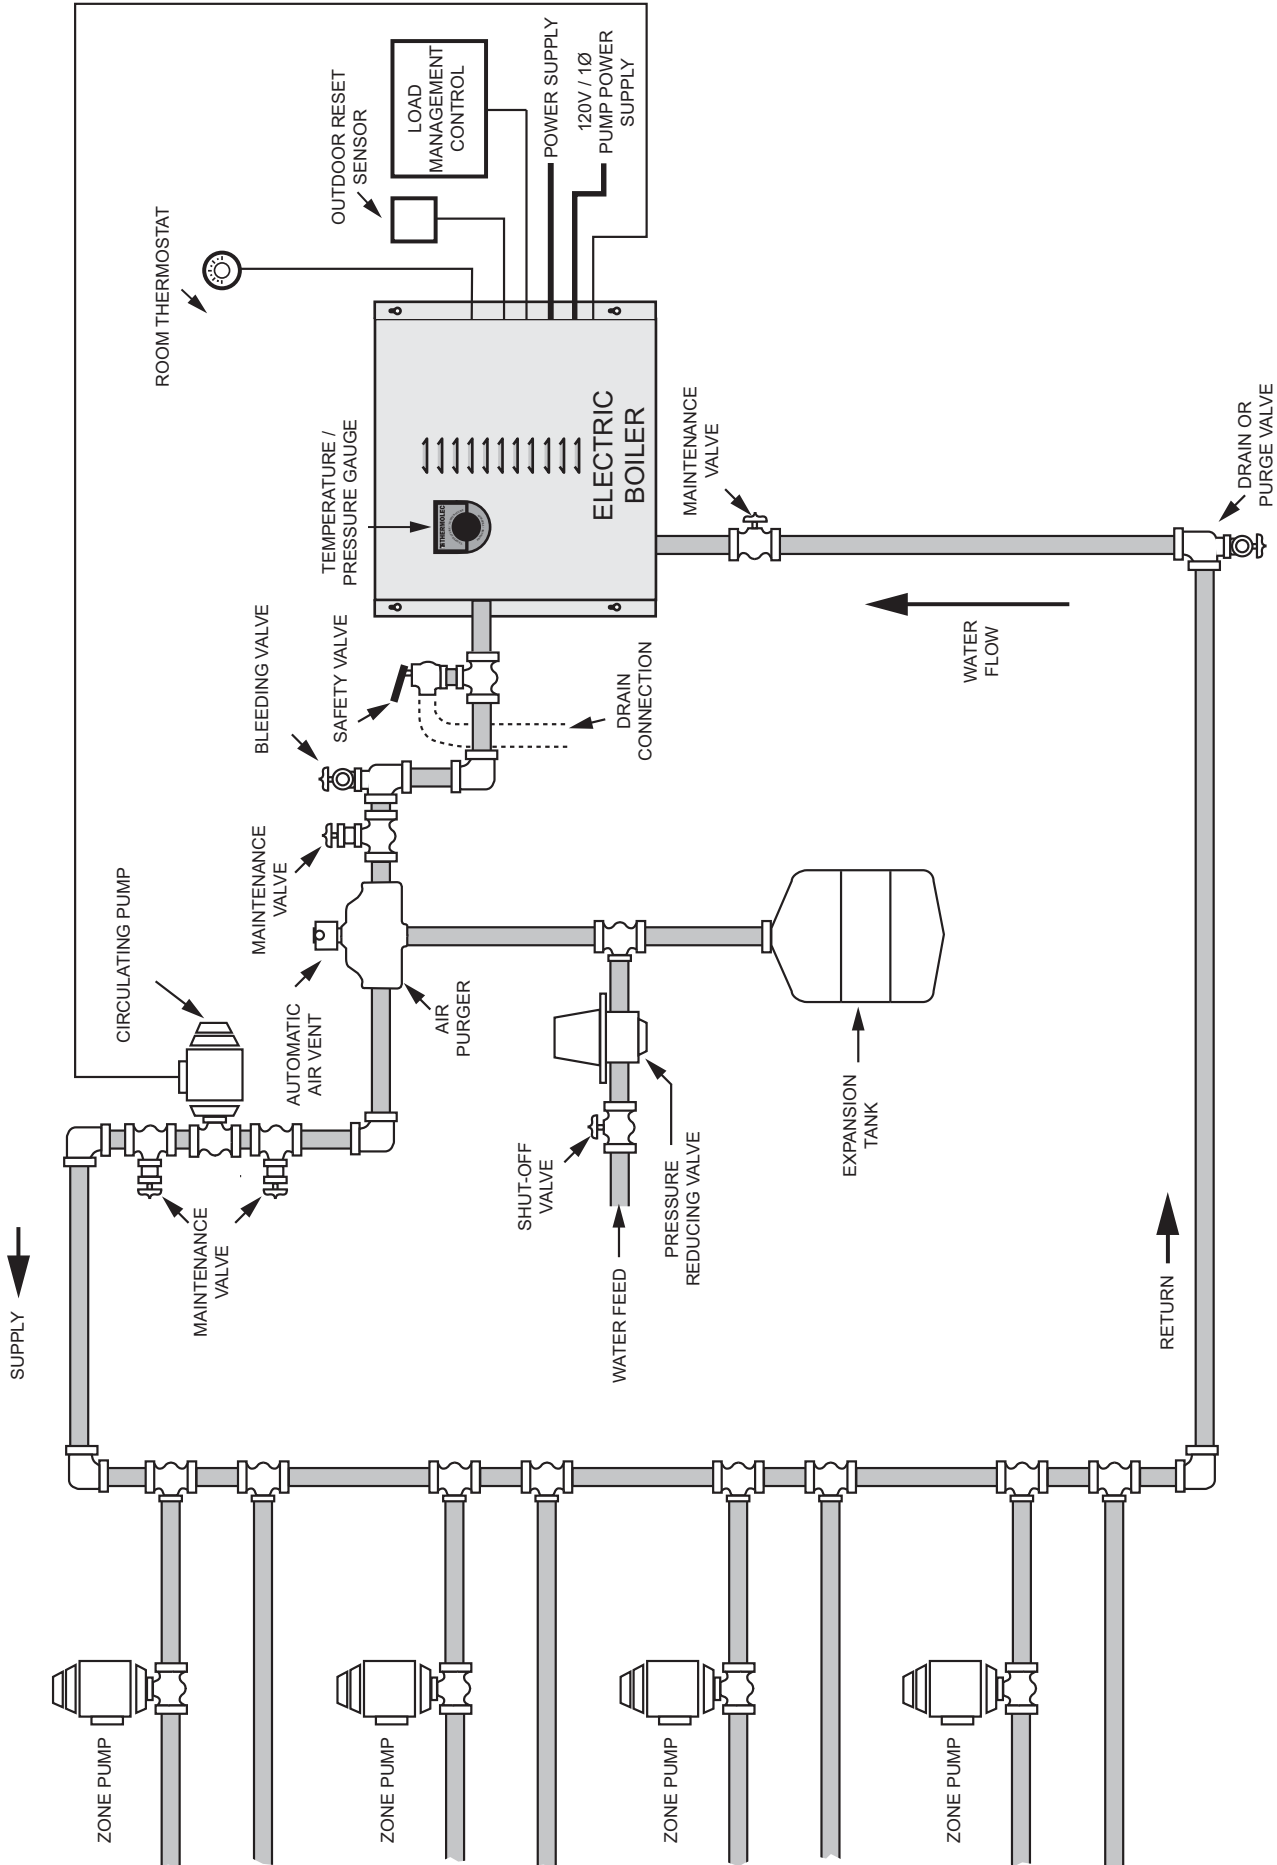 SUPPLY
CIRCULATING PUMP
MAINTENANCE
VALVE
BLEEDING VALVE
ROOM THERMOSTAT
AUTOMATIC
AIR VENT
MAINTENANCE
VALVE
SAFETY VALVE
TEMPERATURE /
PRESSURE GAUGE
OUTDOOR RESET
SENSOR
LOAD
MANAGEMENT
CONTROL
THERMOLEC
ELECTRIC
BOILER
POWER SUPPLY
120V / 1Ø
PUMP POWER
SUPPLY
AIR
PURGER
DRAIN
CONNECTION
SHUT-OFF
VALVE
WATER FEED
PRESSURE
REDUCING VALVE
MAINTENANCE
VALVE
EXPANSION
TANK
WATER
FLOW
RETURN
DRAIN OR
PURGE VALVE
ZONE PUMP
ZONE PUMP
ZONE PUMP
ZONE PUMP